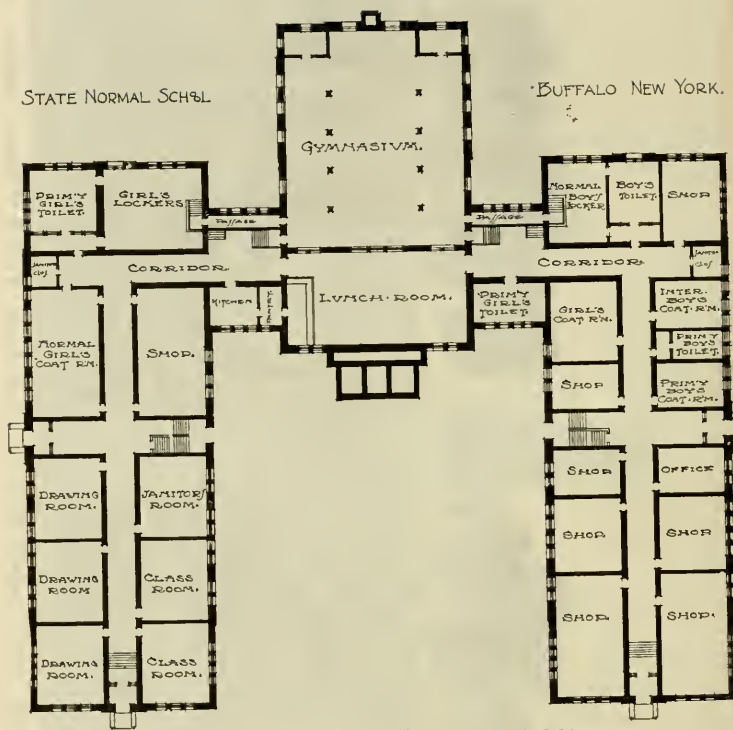 STATE NORMAL SCHOOL
BUFFALO NEW YORK.
GYMNASIUM.
PRIM'Y
GIRL'S
TOILET.
GIRL'S
LOCKERS
PASSAGE
PASSAGE
NORMAL
BOYS
LOCKER
BOY'S
TOILET.
SHOP
CORRIDOR.
CORRIDOR.
JANITOR
CLOS.
JANITOR
CLOS.
KITCHEN
PANTRY
LUNCH-ROOM.
PRIM'Y
GIRL'S
TOILET.
GIRL'S
COAT R'M.
INTER.
BOY'S
COAT. R'M.
NORMAL
GIRL'S
COAT RM.
SHOP.
PRIM'Y
BOY'S
TOILET.
SHOP
PRIM'Y
BOY'S
COAT. R'M.
DRAWING
ROOM.
JANITOR'S
ROOM.
SHOP
OFFICE
DRAWING
ROOM
CLASS
ROOM.
SHOP
SHOP
DRAWING
ROOM.
CLASS
ROOM.
SHOP.
SHOP.